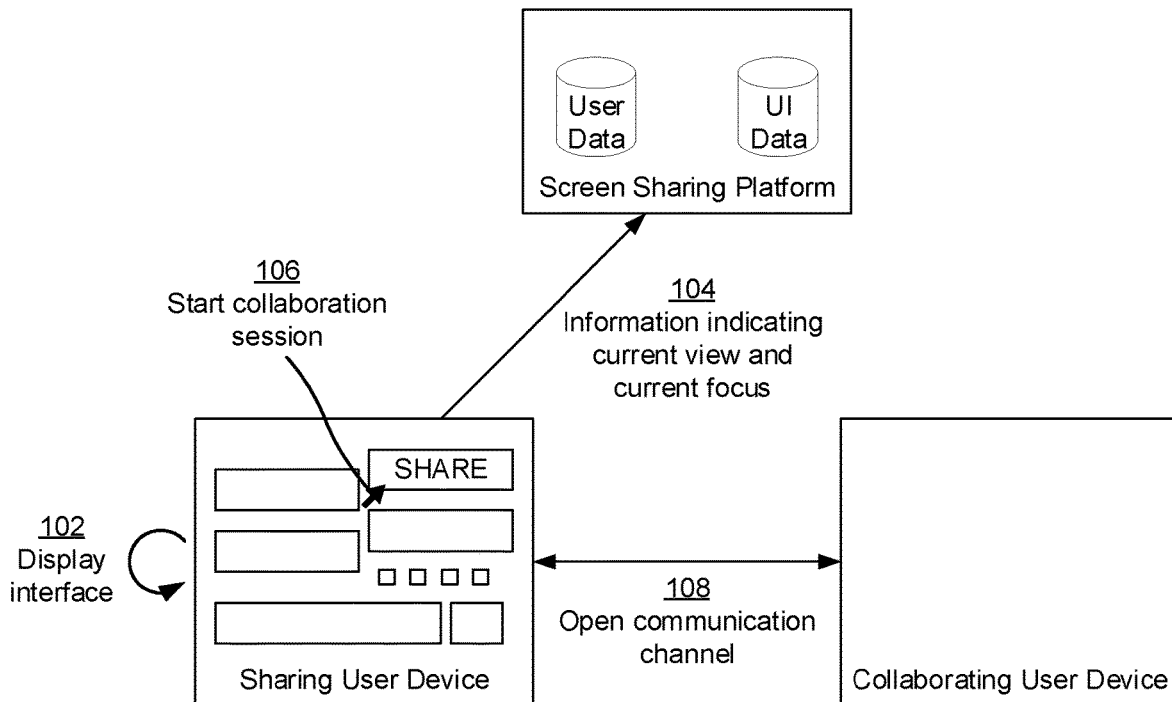 User
Data
UI
Data
Screen Sharing Platform
106
Start collaboration
session
104
Information indicating
current view and
current focus
SHARE
102
Display
interface
108
Open communication
channel
Sharing User Device
Collaborating User Device